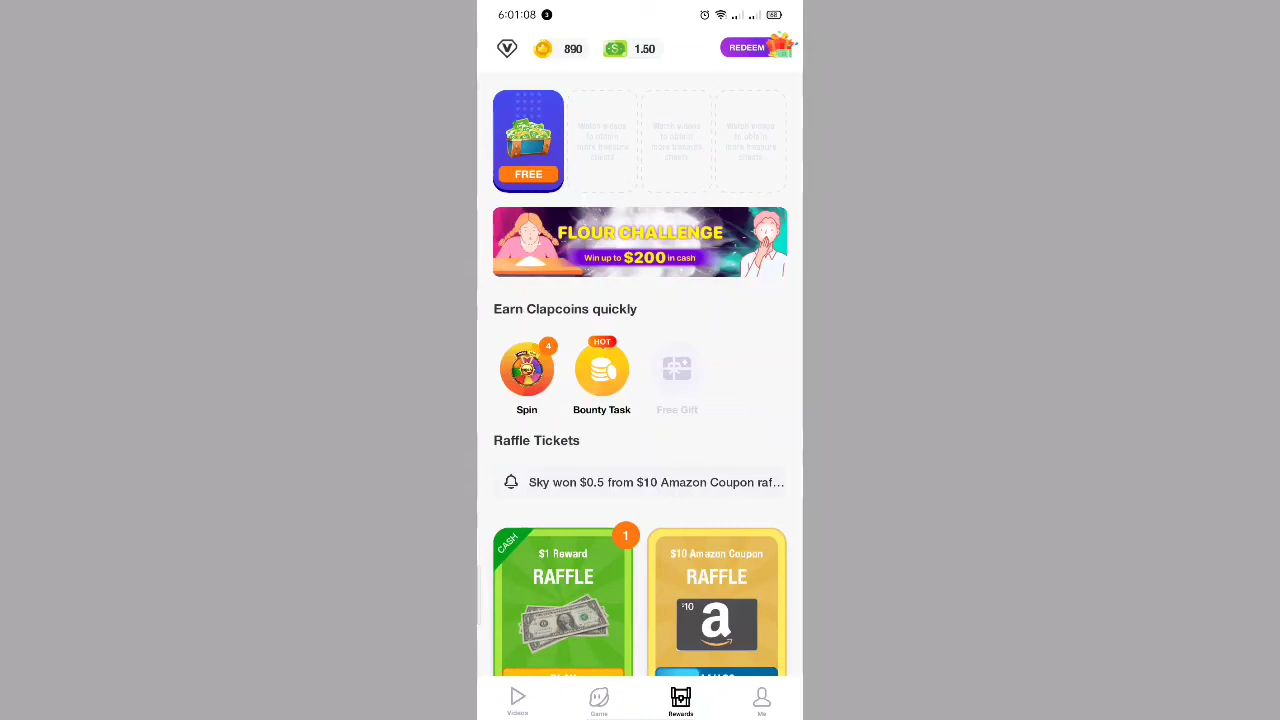 6:01:08 3
68
890
1.50
REDEEM
Watch videos
to obtain
more treasure
chests
Watch videos
to obtain
more treasure
chests
Watch videos
to obtain
more treasure
chests
FREE
FLOUR CHALLENGE
Win up to $200 in cash
Earn Clapcoins quickly
4
HOT
Spin
Bounty Task
Free Gift
Raffle Tickets
Sky won $0.5 from $10 Amazon Coupon raf...
CASH
1
$1 Reward
RAFFLE
$10 Amazon Coupon
RAFFLE
$10
a
Videos
Game
Rewards
Me